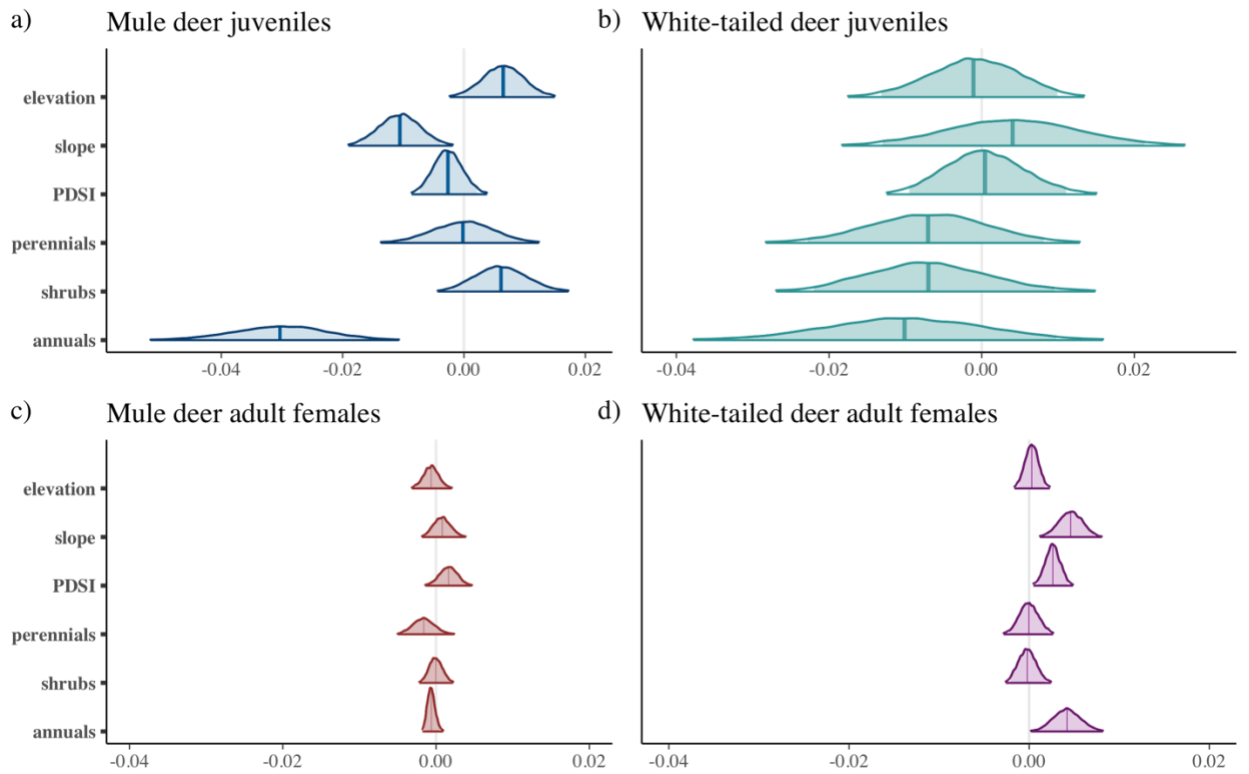 a) Mule deer juveniles
elevation
slope
PDSI
perennials
shrubs
annuals
-0.04 -0.02 0.00 0.02
b) White-tailed deer juveniles
-0.04 -0.02 0.00 0.02
c) Mule deer adult females
elevation
slope
PDSI
perennials
shrubs
annuals
-0.04 -0.02 0.00 0.02
d) White-tailed deer adult females
-0.04 -0.02 0.00 0.02